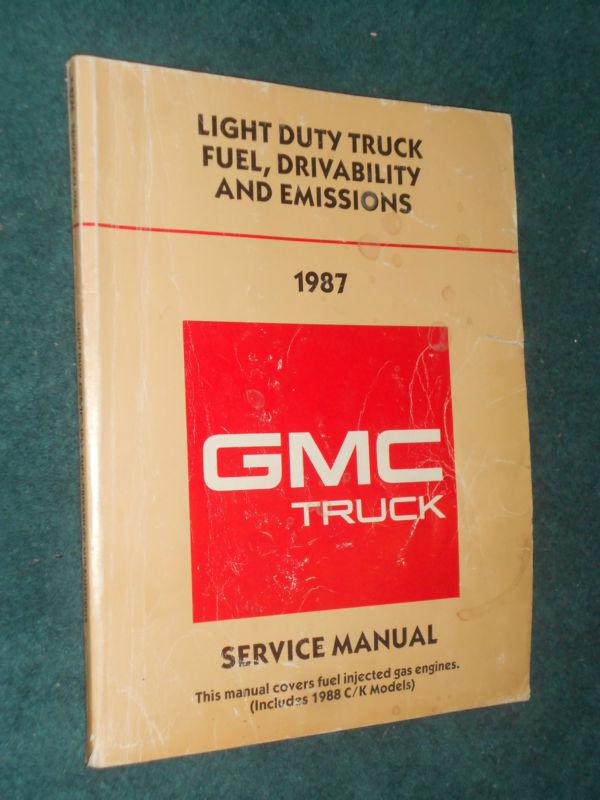 LIGHT DUTY TRUCK
FUEL, DRIVABILITY
AND EMISSIONS
1987
GMC
TRUCK
SERVICE MANUAL
This manual covers fuel injected gas engines.
(Includes 1988 C/K Models)